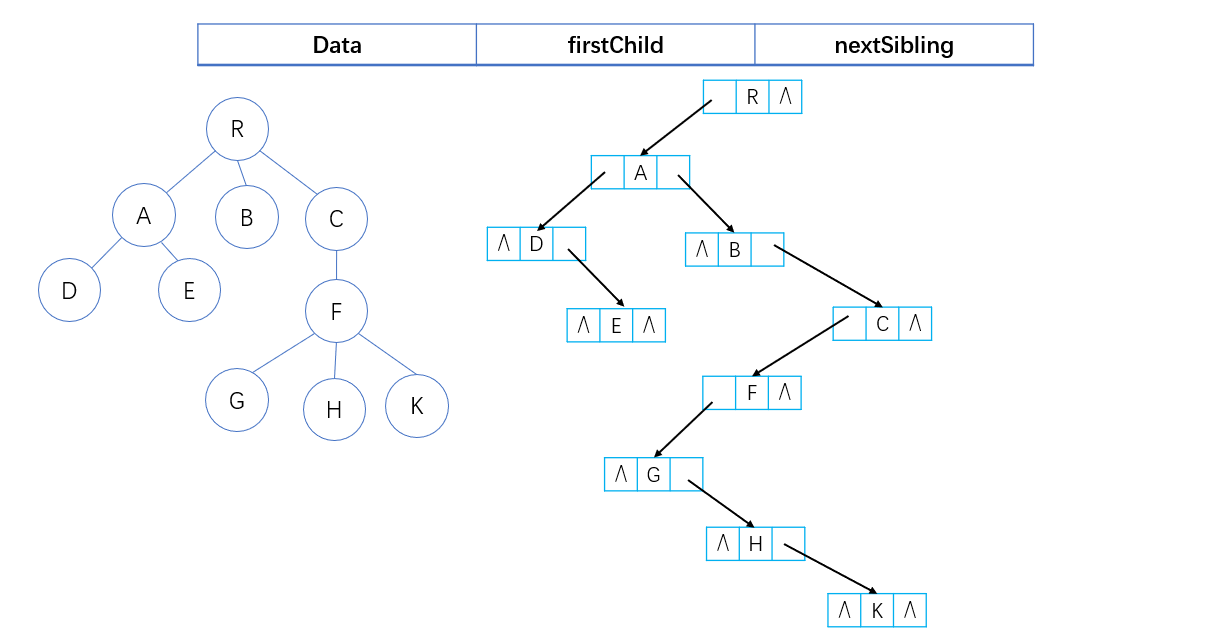 Data firstChild nextSibling
R
A B C
D E
F
G H K
R Λ
A
Λ D
Λ B
Λ E Λ
C Λ
F Λ
Λ G
Λ H
Λ K Λ